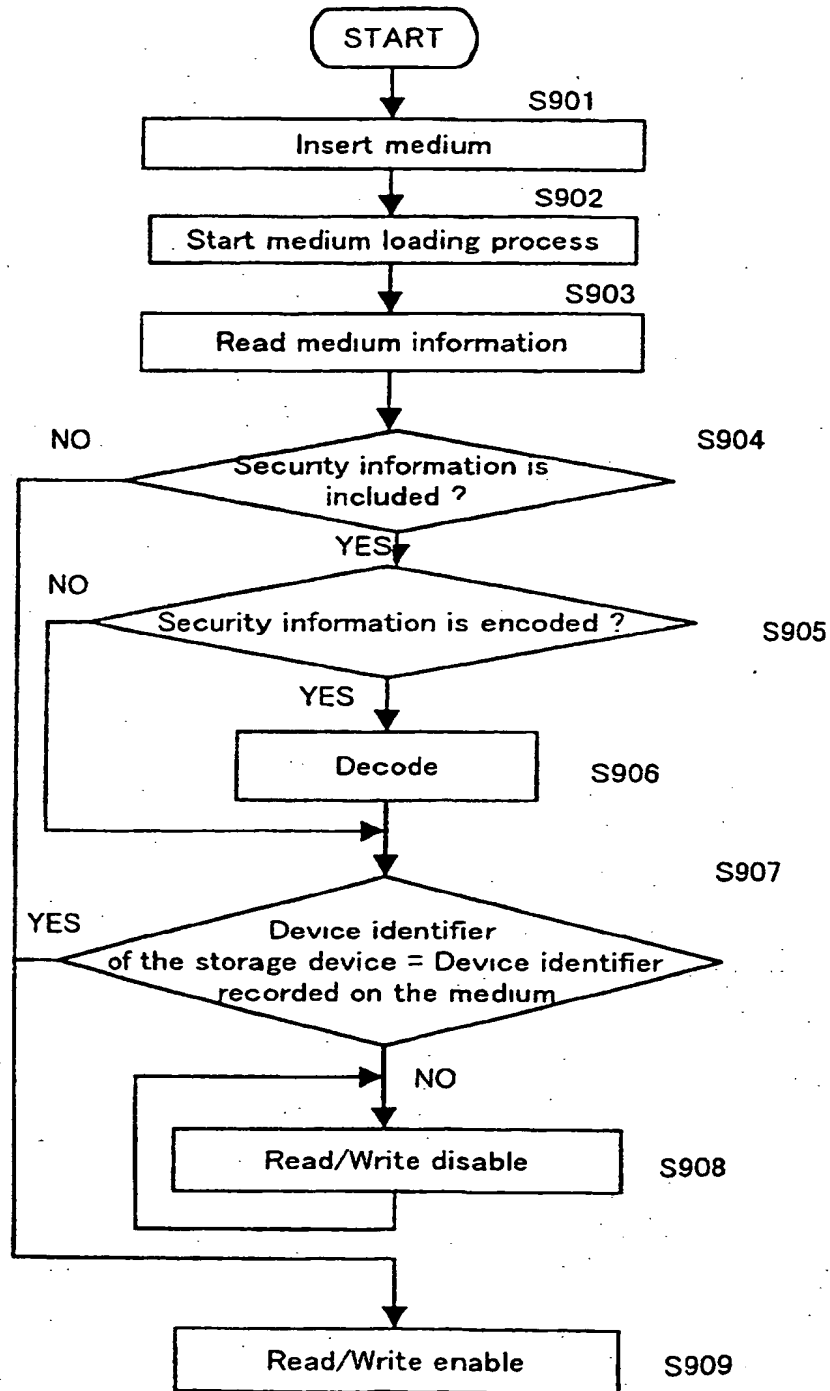 START
S901
Insert medium
S902
Start medium loading process
S903
Read medium information
NO
S904
Security information is
included ?
YES
NO
Security information is encoded ?
S905
YES
Decode
S906
S907
YES
Device identifier
of the storage device = Device identifier
recorded on the medium
NO
Read/Write disable
S908
Read/Write enable
S909